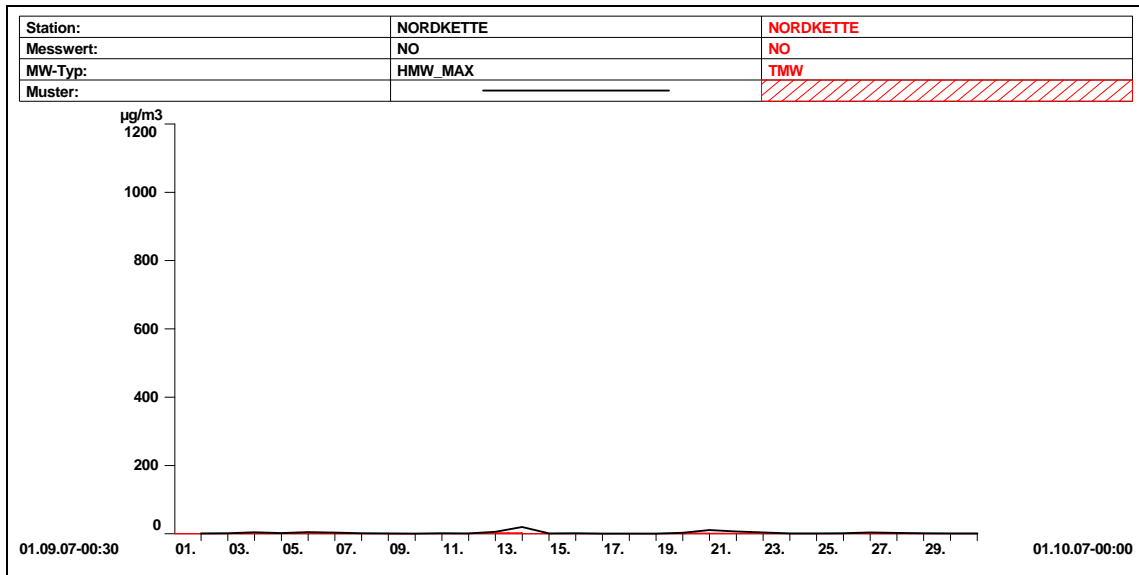 Station: NORDKETTE NORDKETTE
Messwert: NO NO
MW-Typ: HMW_MAX TMW
Muster:
µg/m3
1200
1000
800
600
400
200
0
01.09.07-00:30 01. 03. 05. 07. 09. 11. 13. 15. 17. 19. 21. 23. 25. 27. 29. 01.10.07-00:00